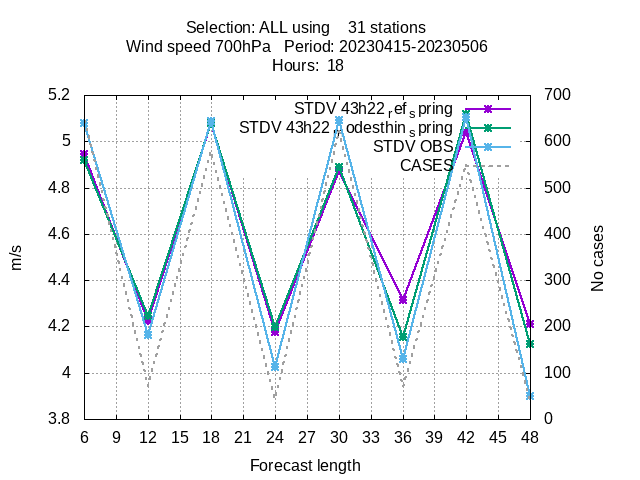 Selection: ALL using 31 stations
Wind speed 700hPa Period: 20230415-20230506
Hours: 18
STDV 43h22 ref spring
STDV 43h22 odesthin spring
STDV OBS
CASES
5.2
5
4.8
4.6
4.4
4.2
4
3.8
m/s
700
600
500
400
300
200
100
0
No cases
6 9 12 15 18 21 24 27 30 33 36 39 42 45 48
Forecast length